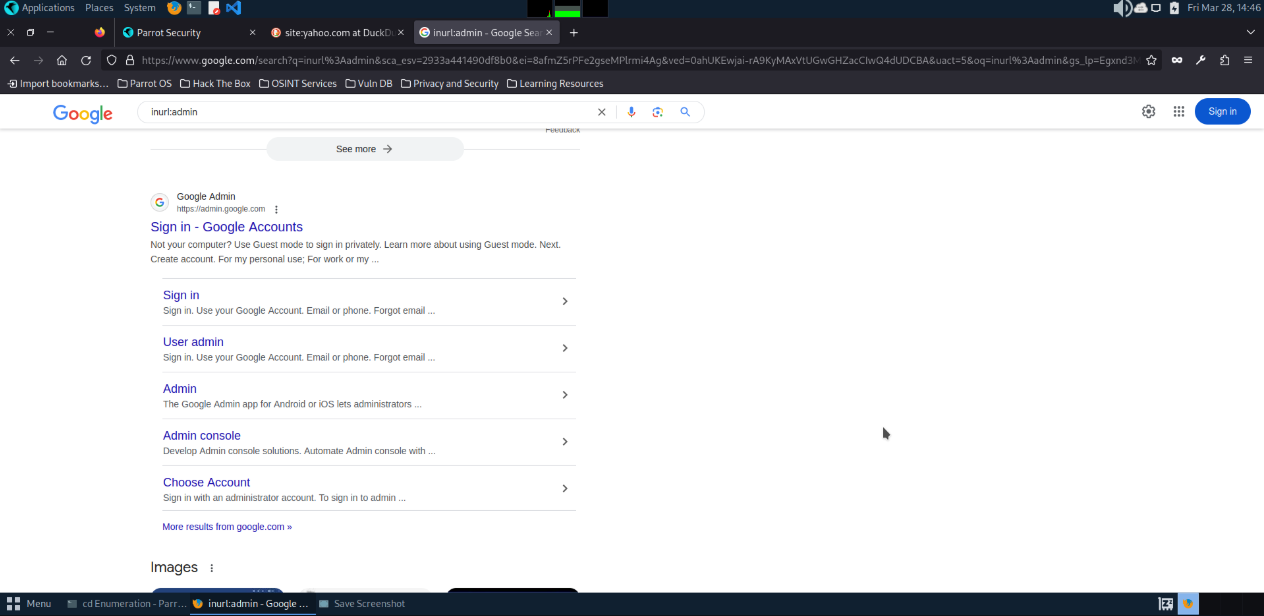 Applications Places System Fri Mar 28, 14:46
Parrot Security site:yahoo.com at DuckDu inurl:admin - Google Sear
https://www.google.com/search?q=inurl%3Aadmin&sca_esv=2933a441490df8b0&ei=8afmZ5rPFe2gseMPlrmi4Ag&ved=0ahUKEwjai-rA9KyMAxVtUGwGHZacCIwQ4dUDCBA&uact=5&oq=inurl%3Aadmin&gs_lp=Egxnd3M
Import bookmarks... Parrot OS Hack The Box OSINT Services Vuln DB Privacy and Security Learning Resources
Google inurl:admin Sign in
Feedback
See more
Google Admin
https://admin.google.com
Sign in - Google Accounts
Not your computer? Use Guest mode to sign in privately. Learn more about using Guest mode. Next.
Create account. For my personal use; For work or my ...
Sign in
Sign in. Use your Google Account. Email or phone. Forgot email ...
User admin
Sign in. Use your Google Account. Email or phone. Forgot email ...
Admin
The Google Admin app for Android or iOS lets administrators ...
Admin console
Develop Admin console solutions. Automate Admin console with ...
Choose Account
Sign in with an administrator account. To sign in to admin ...
More results from google.com »
Images
Menu cd Enumeration - Parr... inurl:admin - Google ... Save Screenshot